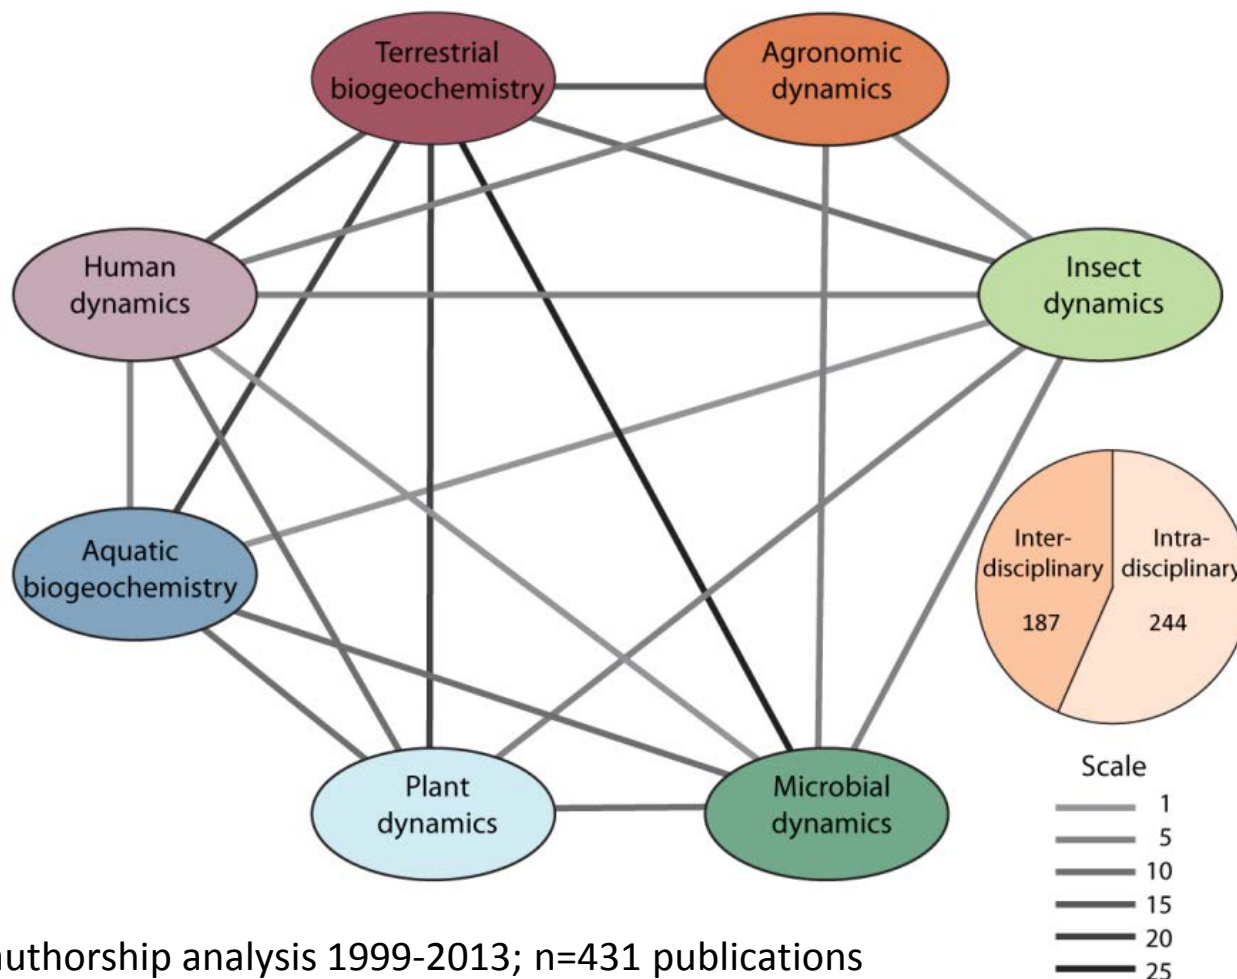 Terrestrial
biogeochemistry
Agronomic
dynamics
Human
dynamics
Insect
dynamics
Aquatic
biogeochemistry
Inter-
disciplinary
187
Intra-
disciplinary
244
Plant
dynamics
Microbial
dynamics
Scale
1
5
10
15
20
25
authorship analysis 1999-2013; n=431 publications